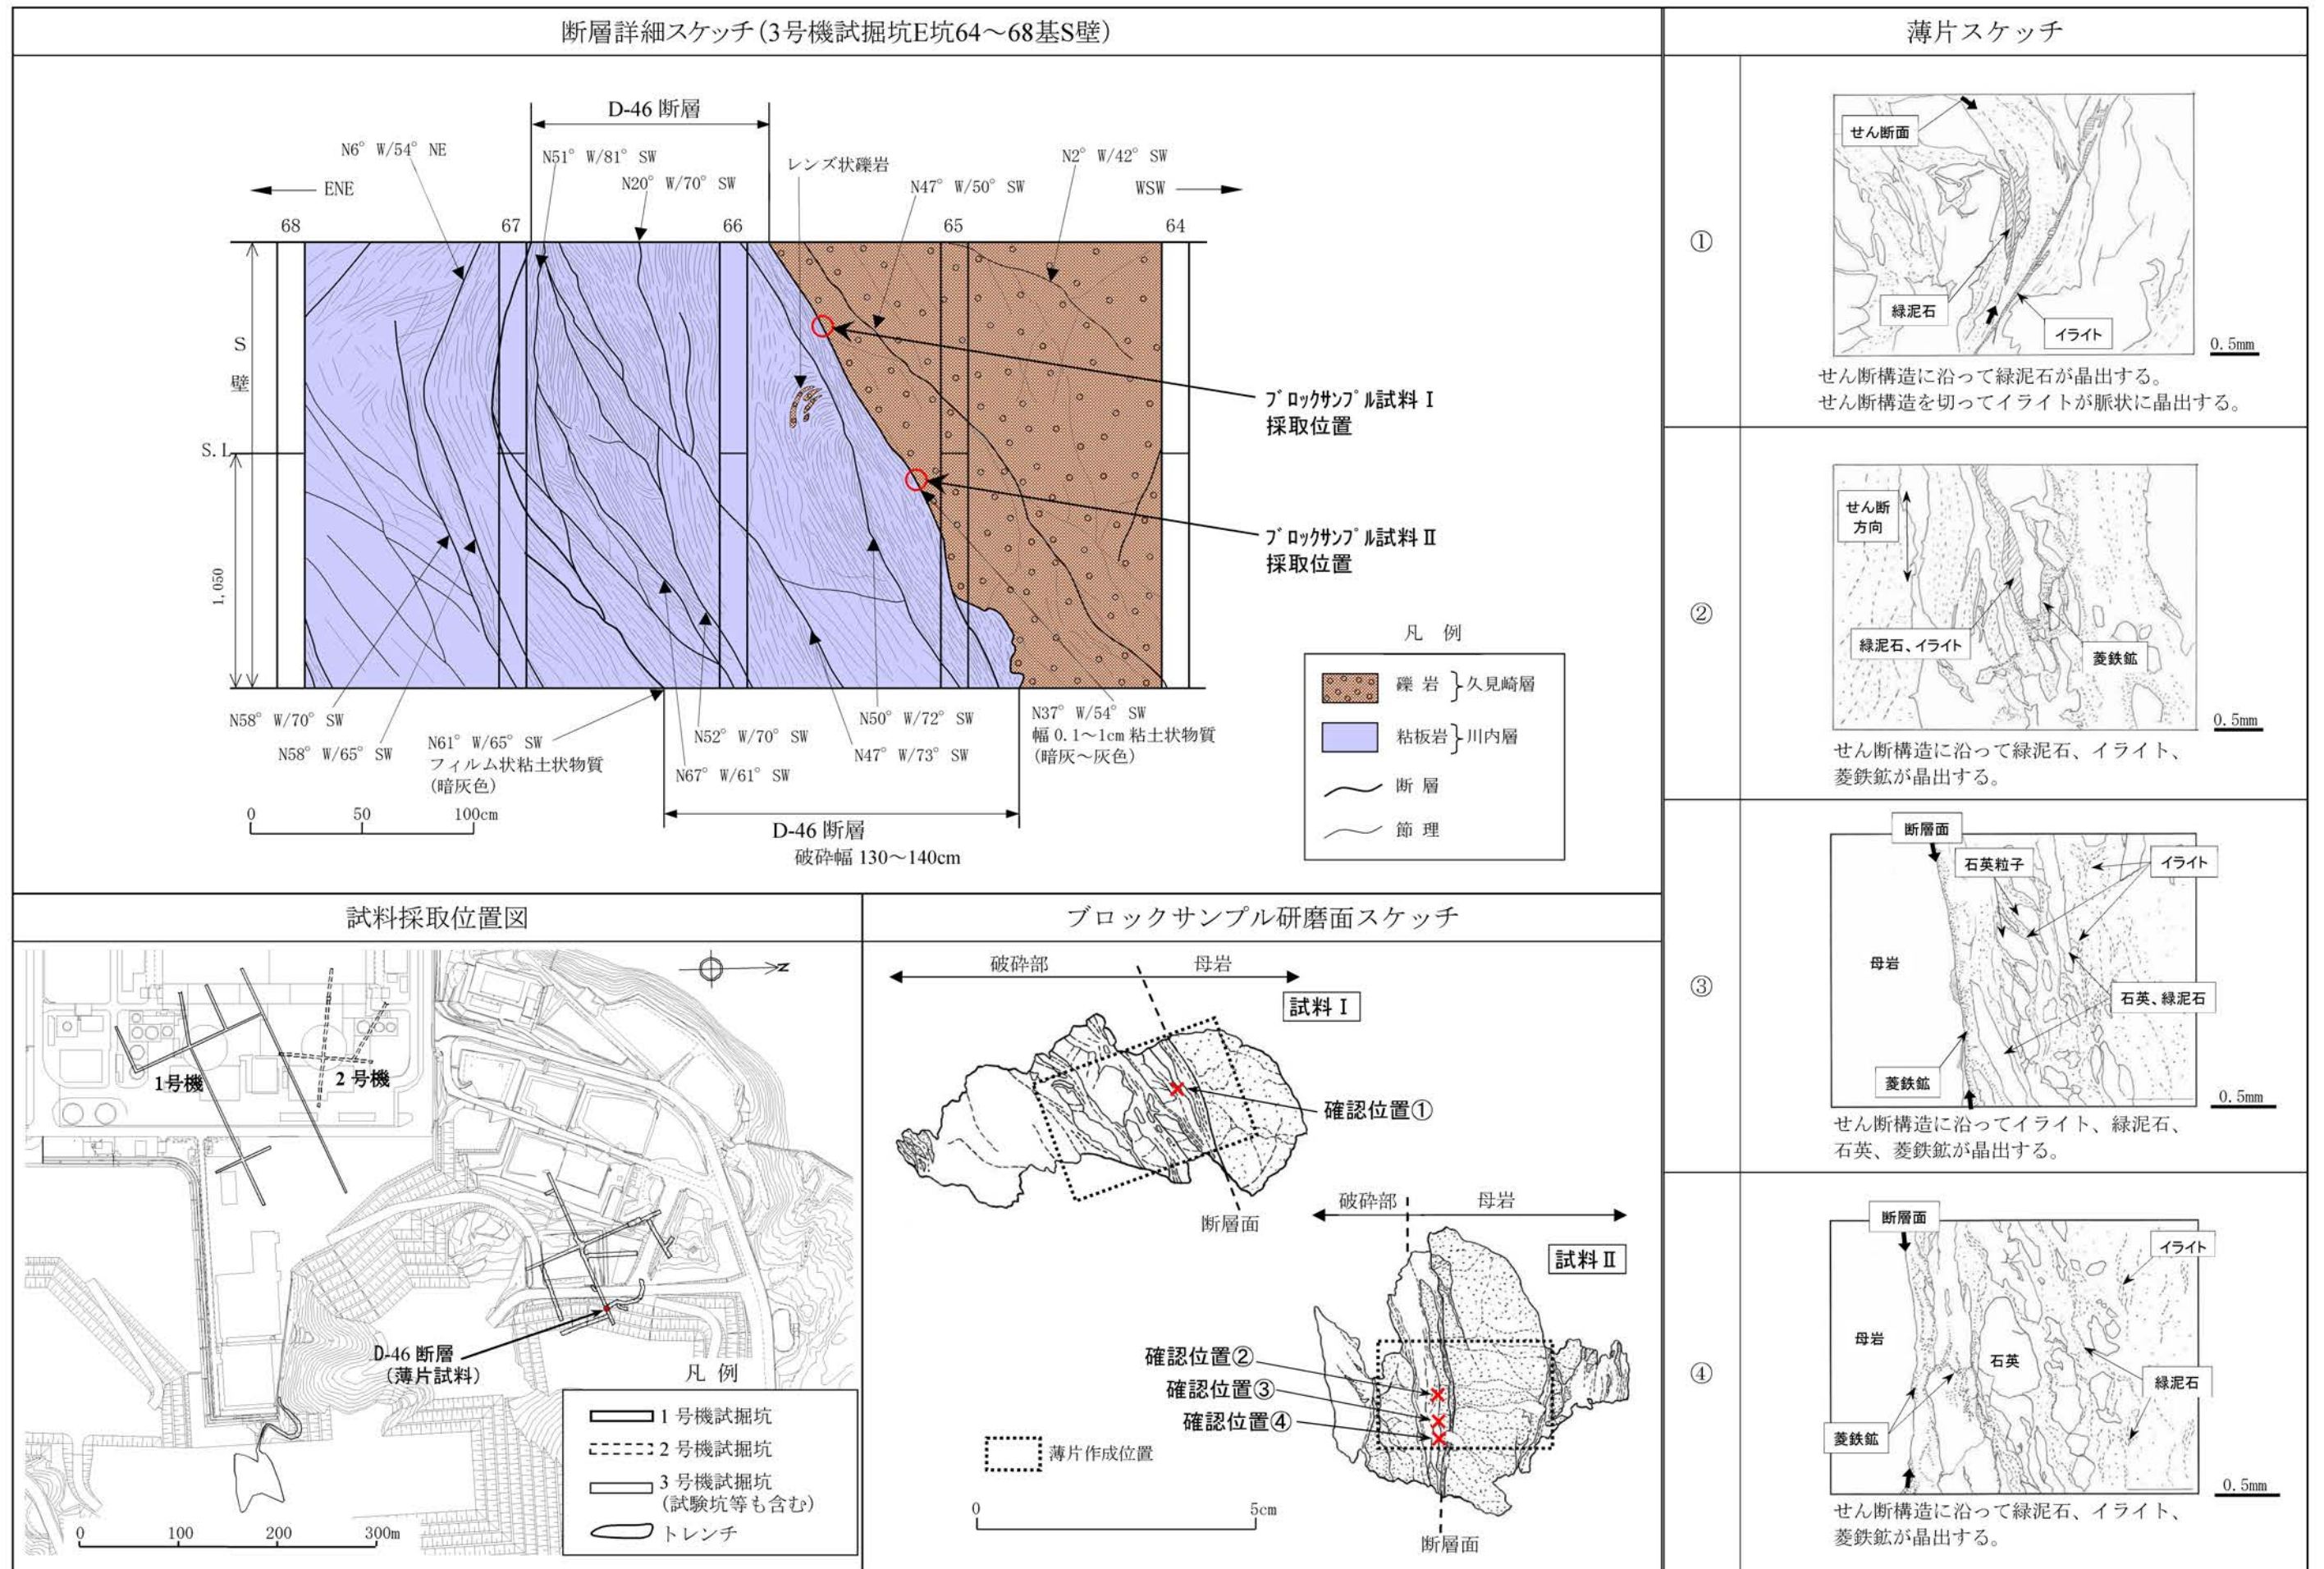 断層詳細スケッチ(3号機試掘坑E坑64～68基S壁)
D-46 断層
N6° W/54° NE
N51° W/81° SW
N20° W/70° SW
レンズ状礫岩
N47° W/50° SW
N2° W/42° SW
ENE
WSW
68
67
66
65
64
S
壁
S.L
1,050
ﾌﾞﾛｯｸｻﾝﾌﾟﾙ試料Ⅰ
採取位置
ﾌﾞﾛｯｸｻﾝﾌﾟﾙ試料Ⅱ
採取位置
N58° W/70° SW
N58° W/65° SW
N61° W/65° SW
フィルム状粘土状物質
(暗灰色)
N67° W/61° SW
N52° W/70° SW
N47° W/73° SW
N50° W/72° SW
N37° W/54° SW
幅 0.1～1cm 粘土状物質
(暗灰～灰色)
0
50
100cm
D-46 断層
破砕幅 130～140cm
凡 例
礫 岩 }久見崎層
粘板岩}川内層
断 層
節 理
試料採取位置図
N
1号機
2 号機
D-46 断層
(薄片試料)
凡 例
1 号機試掘坑
2 号機試掘坑
3 号機試掘坑
(試験坑等も含む)
トレンチ
0
100
200
300m
ブロックサンプル研磨面スケッチ
破砕部
母岩
試料Ⅰ
確認位置①
断層面
破砕部
母岩
試料Ⅱ
確認位置②
確認位置③
確認位置④
薄片作成位置
0
5cm
断層面
薄片スケッチ
①
せん断面
緑泥石
イライト
0.5mm
せん断構造に沿って緑泥石が晶出する。
せん断構造を切ってイライトが脈状に晶出する。
②
せん断
方向
緑泥石、イライト
菱鉄鉱
0.5mm
せん断構造に沿って緑泥石、イライト、
菱鉄鉱が晶出する。
③
断層面
石英粒子
イライト
母岩
石英、緑泥石
菱鉄鉱
0.5mm
せん断構造に沿ってイライト、緑泥石、
石英、菱鉄鉱が晶出する。
④
断層面
イライト
母岩
石英
緑泥石
菱鉄鉱
0.5mm
せん断構造に沿って緑泥石、イライト、
菱鉄鉱が晶出する。